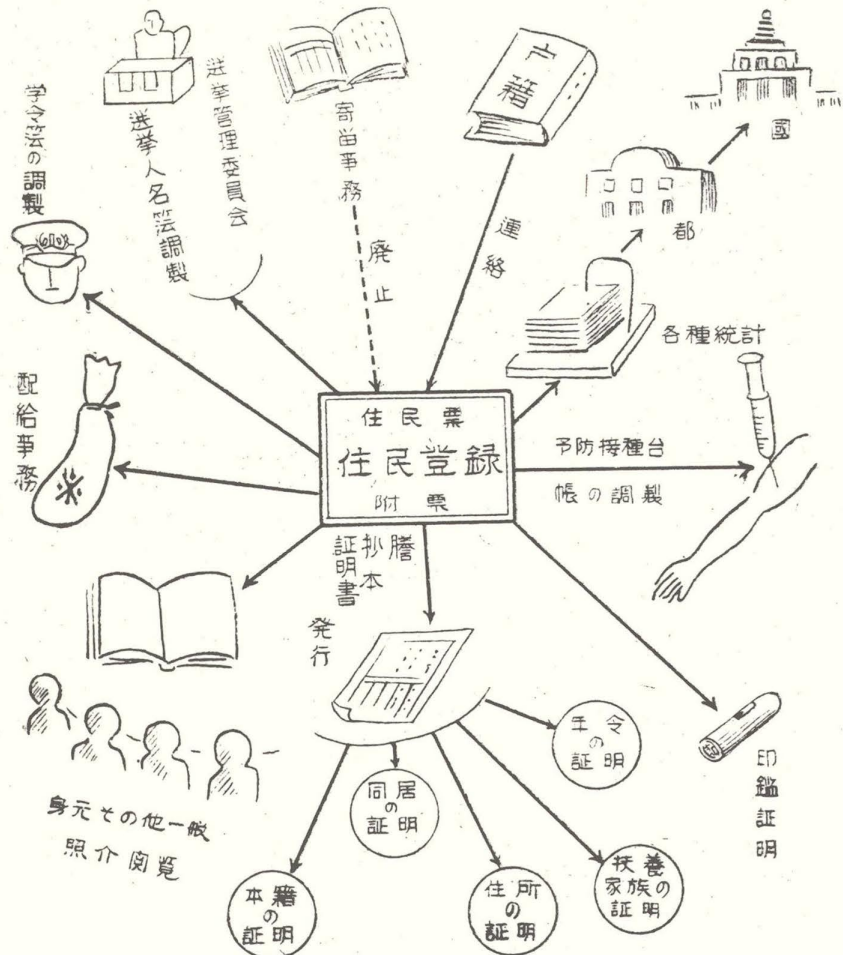 学令簿の調製
選挙人名簿調製
選挙管理委員会
寄留事務
廃止
戸籍
連絡
國
都
各種統計
配給事務
米
住民票
住民登録
附票
予防接種台
帳の調製
謄
抄本
証明書
発行
身元その他一般
照介閲覧
年令
の
証明
同居
の
証明
本籍
の
証明
住所
の
証明
扶養
家族の
証明
印鑑証明